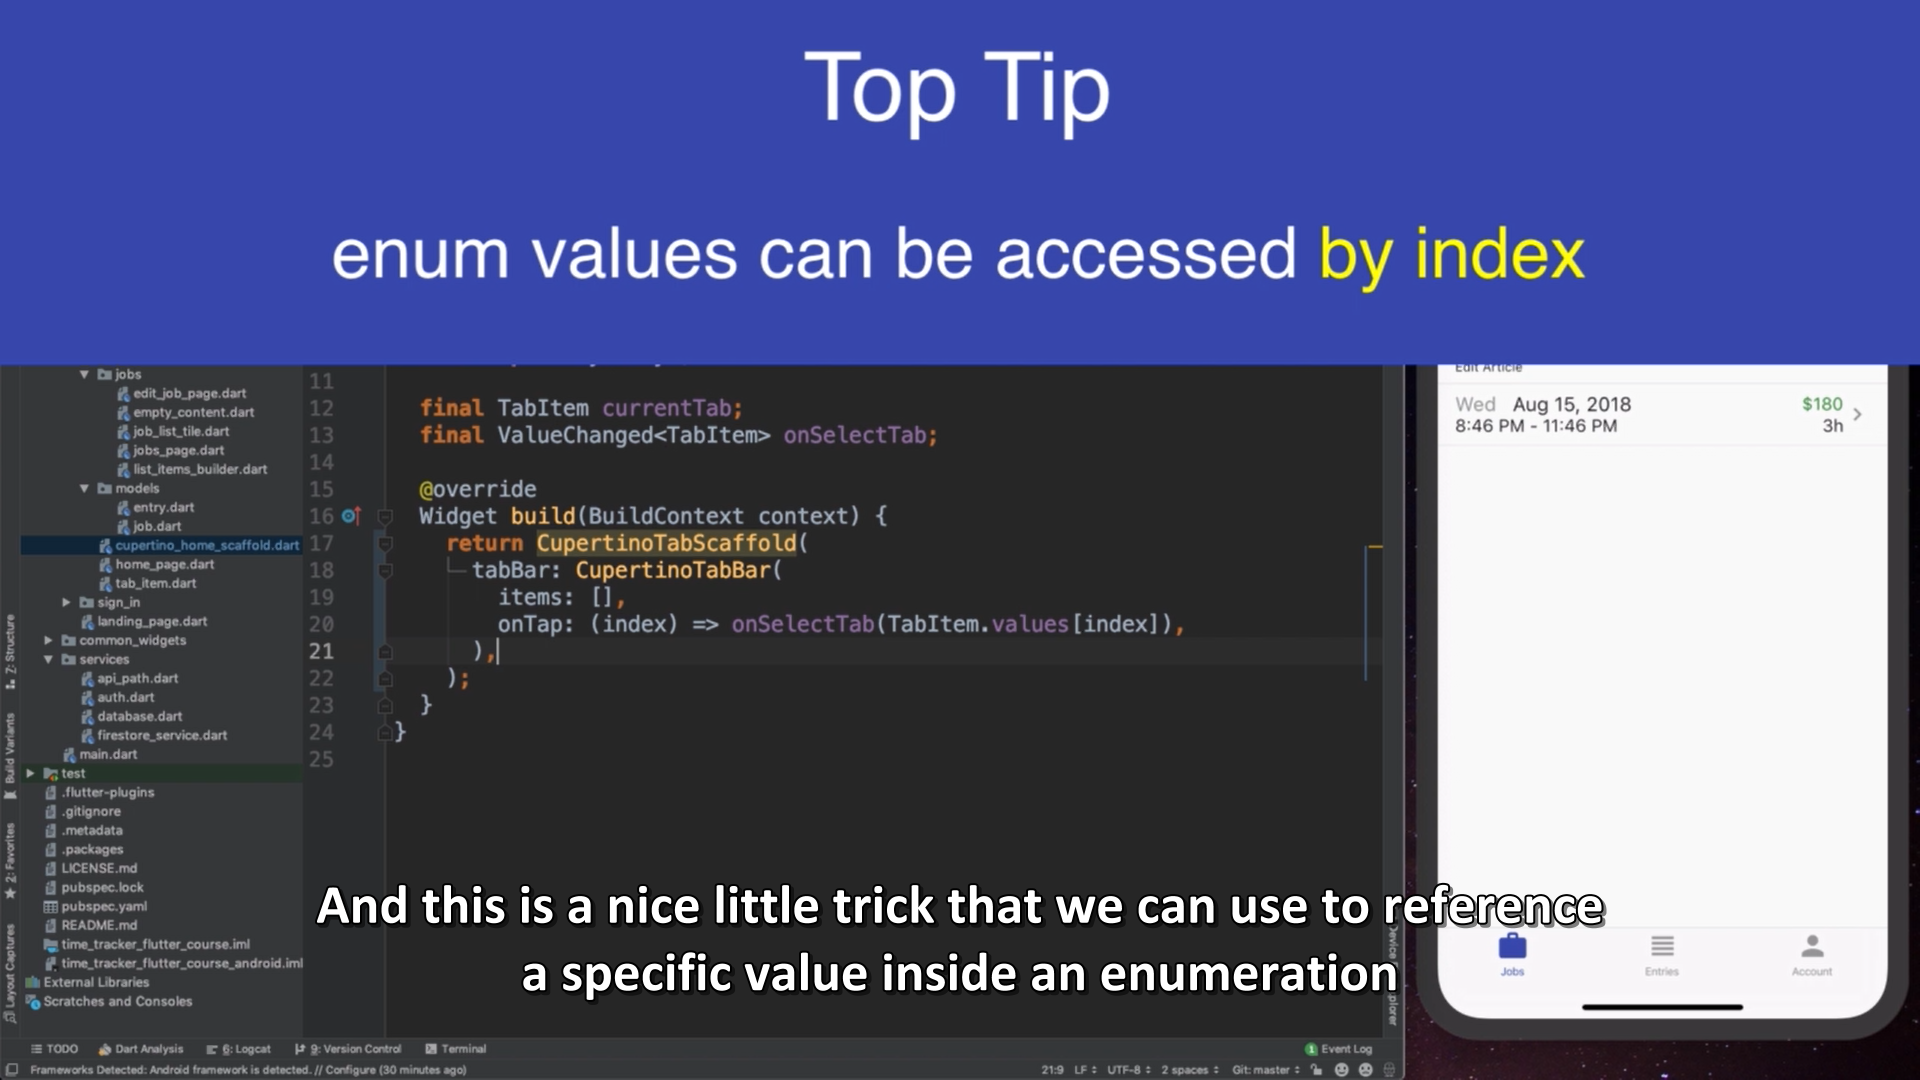 Top Tip
enum values can be accessed by index
jobs
edit_job_page.dart
empty_content.dart
job_list_tile.dart
jobs_page.dart
list_items_builder.dart
models
entry.dart
job.dart
cupertino_home_scaffold.dart
home_page.dart
tab_item.dart
sign_in
landing_page.dart
common_widgets
services
api_path.dart
auth.dart
database.dart
firestore_service.dart
main.dart
test
.flutter-plugins
.gitignore
.metadata
.packages
LICENSE.md
pubspec.lock
pubspec.yaml
README.md
time_tracker_flutter_course.iml
time_tracker_flutter_course_android.iml
External Libraries
Scratches and Consoles
Z: Structure
Build Variants
2: Favorites
Layout Captures
11
12 final TabItem currentTab;
13 final ValueChanged<TabItem> onSelectTab;
14
15 @override
16 Widget build(BuildContext context) {
17 return CupertinoTabScaffold(
18 tabBar: CupertinoTabBar(
19 items: [],
20 onTap: (index) => onSelectTab(TabItem.values[index]),
21 ),
22 );
23 }
24 }
25
Edit Article
Wed Aug 15, 2018 $180
8:46 PM - 11:46 PM 3h
Jobs Entries Account
And this is a nice little trick that we can use to reference
a specific value inside an enumeration
TODO Dart Analysis 6: Logcat 9: Version Control Terminal 1 Event Log
Frameworks Detected: Android framework is detected. // Configure (30 minutes ago) 21:9 LF UTF-8 2 spaces Git: master